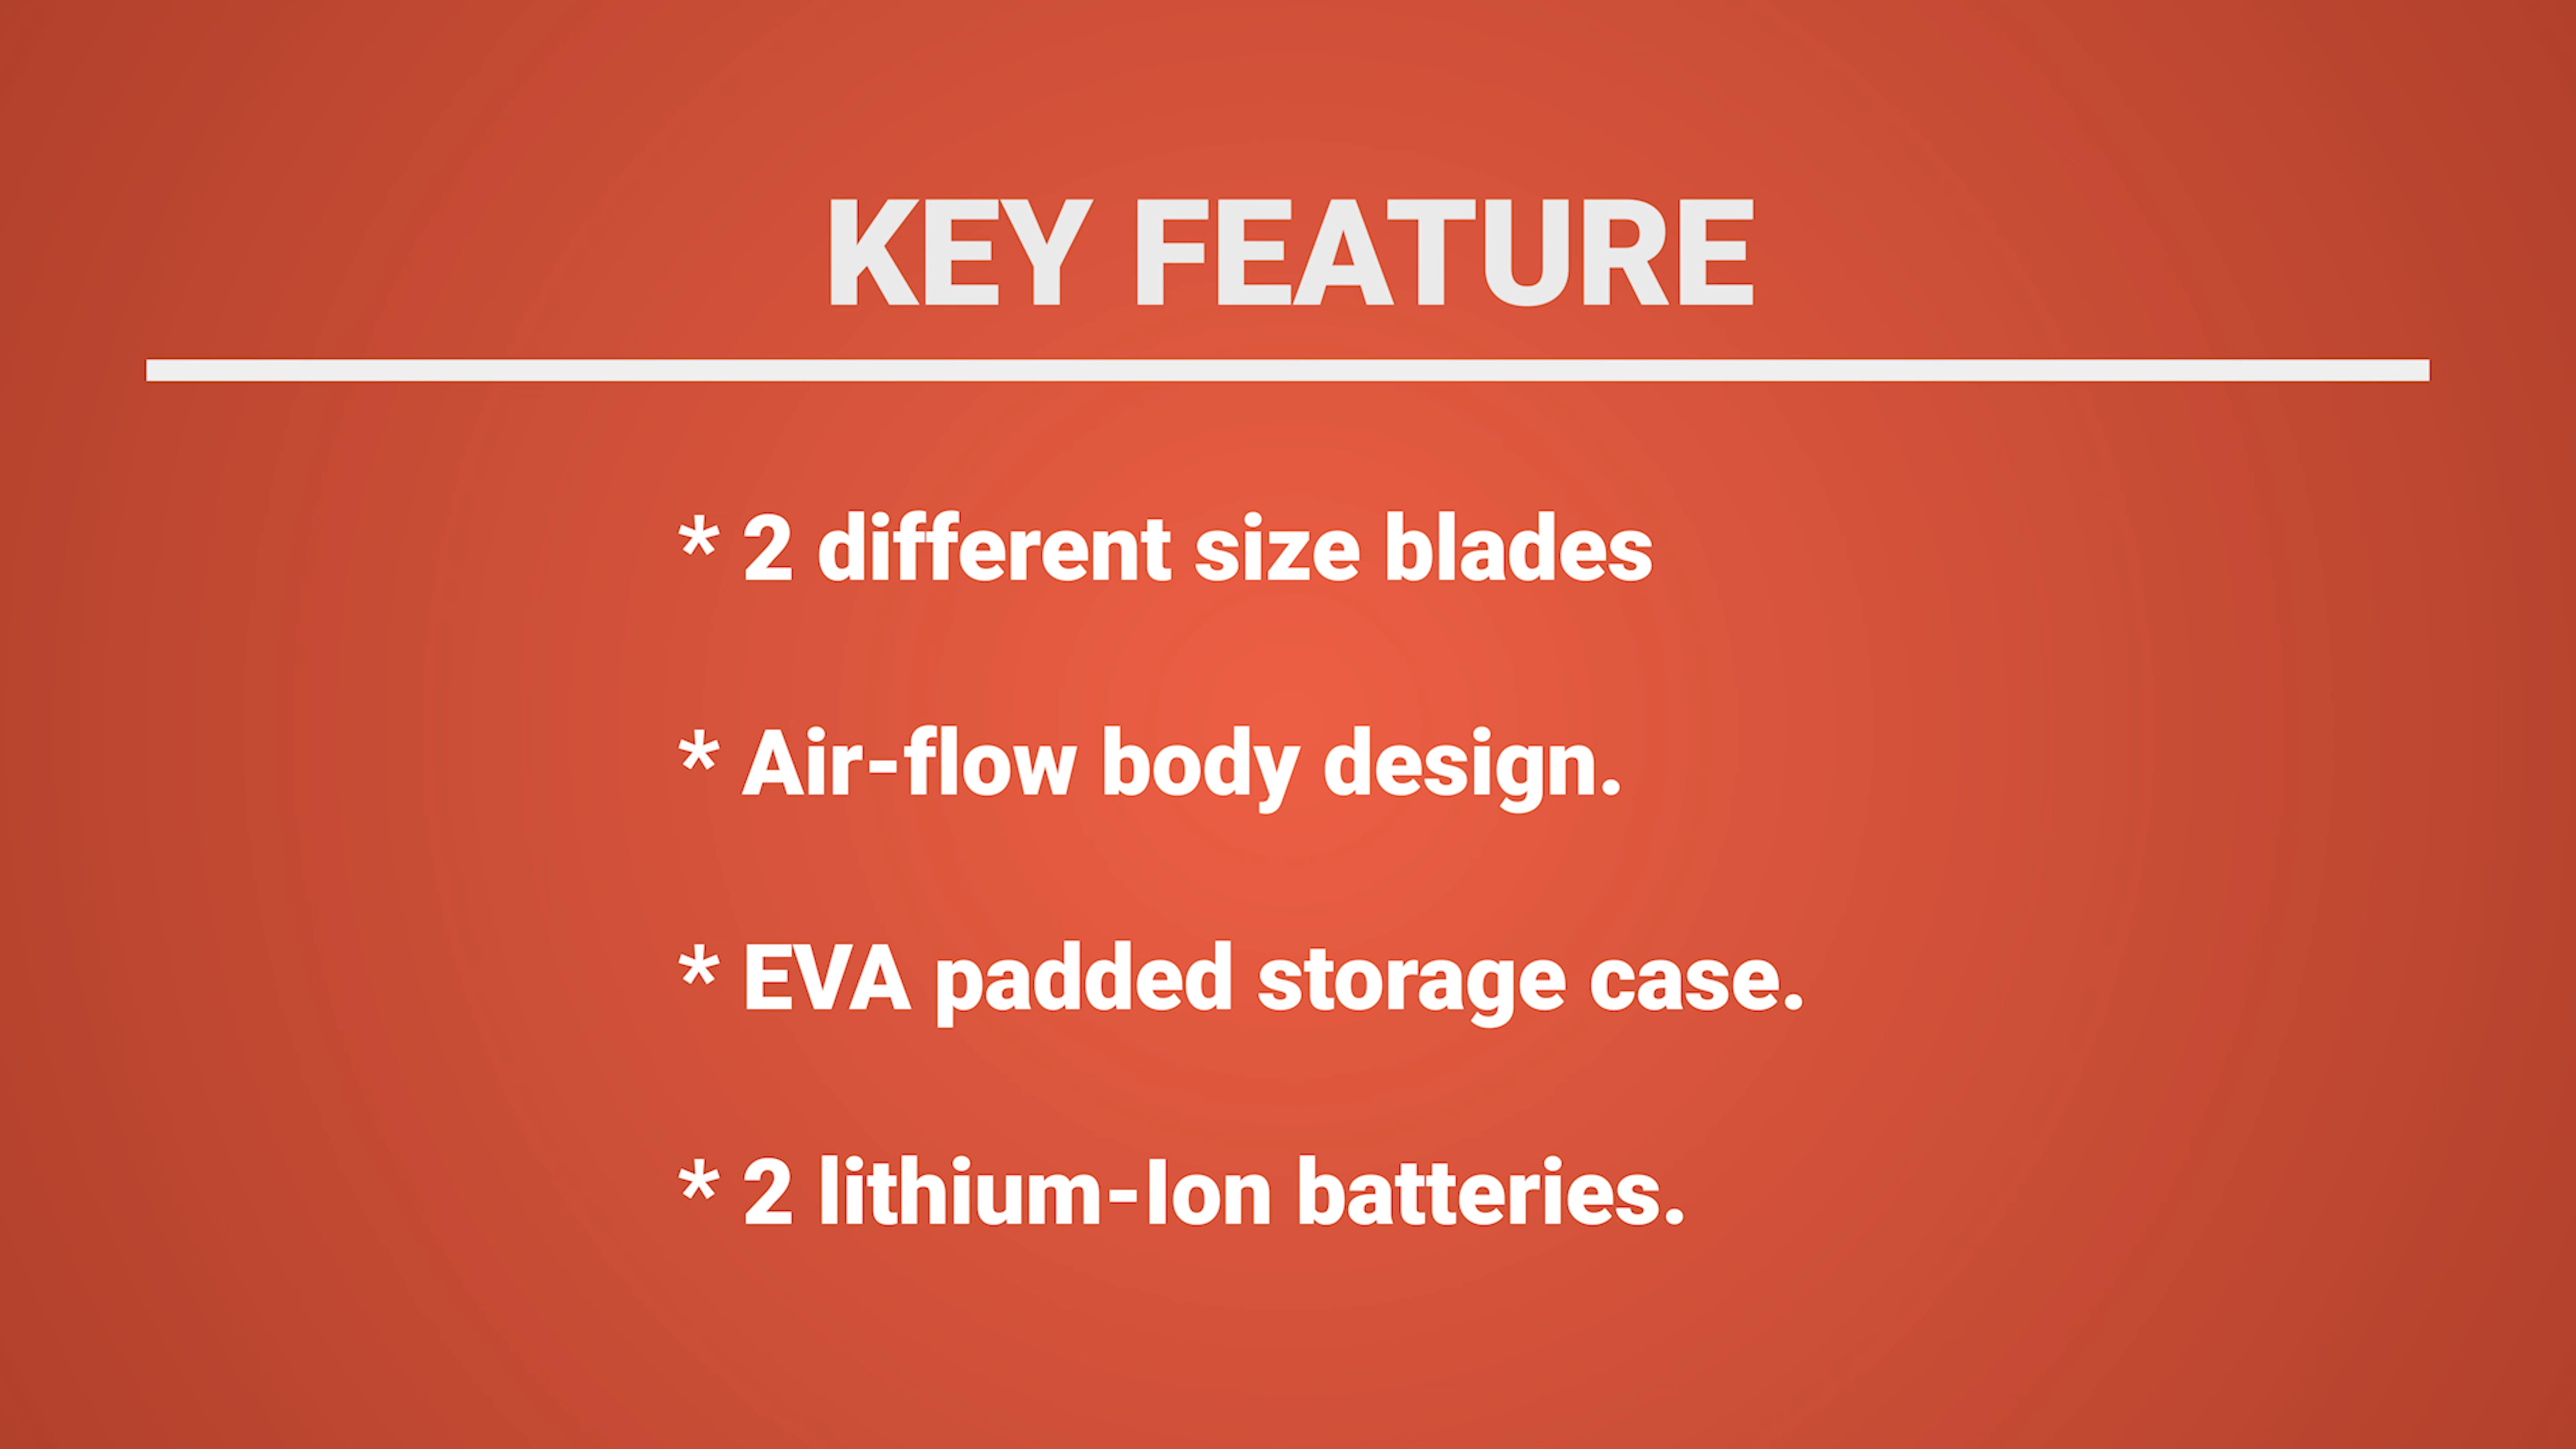 KEY FEATURE
* 2 different size blades
* Air-flow body design.
* EVA padded storage case.
* 2 lithium-Ion batteries.